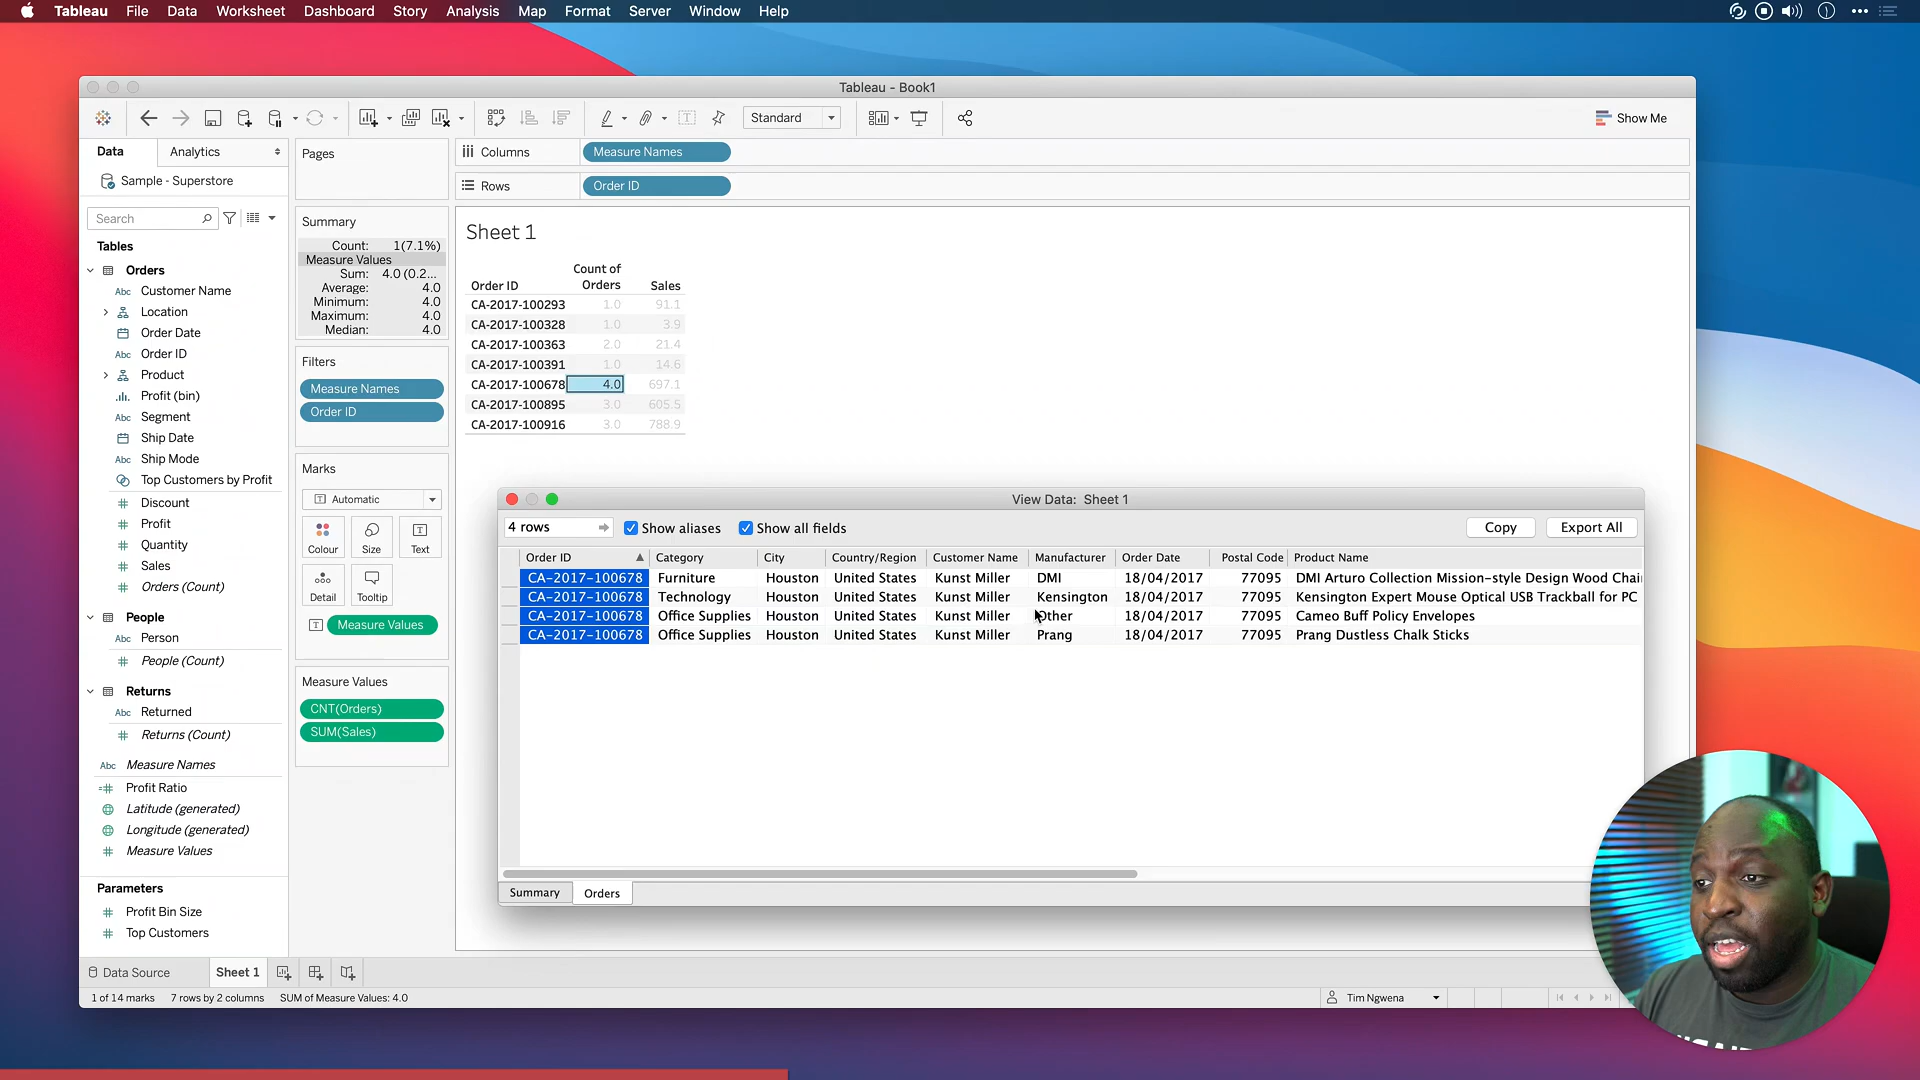 Tableau File Data Worksheet Dashboard Story Analysis Map Format Server Window Help
Tableau - Book1
Standard
Show Me
Data Analytics
Sample - Superstore
Search
Tables
Orders
Customer Name
Location
Order Date
Order ID
Product
Profit (bin)
Segment
Ship Date
Ship Mode
Top Customers by Profit
Discount
Profit
Quantity
Sales
Orders (Count)
People
Person
People (Count)
Returns
Returned
Returns (Count)
Measure Names
Profit Ratio
Latitude (generated)
Longitude (generated)
Measure Values
Parameters
Profit Bin Size
Top Customers
Pages
Summary
Count: 1(7.1%)
Measure Values
Sum: 4.0 (0.2...
Average: 4.0
Minimum: 4.0
Maximum: 4.0
Median: 4.0
Filters
Measure Names
Order ID
Marks
Automatic
Colour Size Text
Detail Tooltip
Measure Values
Measure Values
CNT(Orders)
SUM(Sales)
Columns Measure Names
Rows Order ID
Sheet 1
Count of
Order ID Orders Sales
CA-2017-100293 1.0 91.1
CA-2017-100328 1.0 3.9
CA-2017-100363 2.0 21.4
CA-2017-100391 1.0 14.6
CA-2017-100678 4.0 697.1
CA-2017-100895 3.0 605.5
CA-2017-100916 3.0 788.9
View Data: Sheet 1
4 rows Show aliases Show all fields Copy Export All
Order ID Category City Country/Region Customer Name Manufacturer Order Date Postal Code Product Name
CA-2017-100678 Furniture Houston United States Kunst Miller DMI 18/04/2017 77095 DMI Arturo Collection Mission-style Design Wood Chai
CA-2017-100678 Technology Houston United States Kunst Miller Kensington 18/04/2017 77095 Kensington Expert Mouse Optical USB Trackball for PC
CA-2017-100678 Office Supplies Houston United States Kunst Miller Other 18/04/2017 77095 Cameo Buff Policy Envelopes
CA-2017-100678 Office Supplies Houston United States Kunst Miller Prang 18/04/2017 77095 Prang Dustless Chalk Sticks
Summary Orders
Data Source Sheet 1
1 of 14 marks 7 rows by 2 columns SUM of Measure Values: 4.0
Tim Ngwena